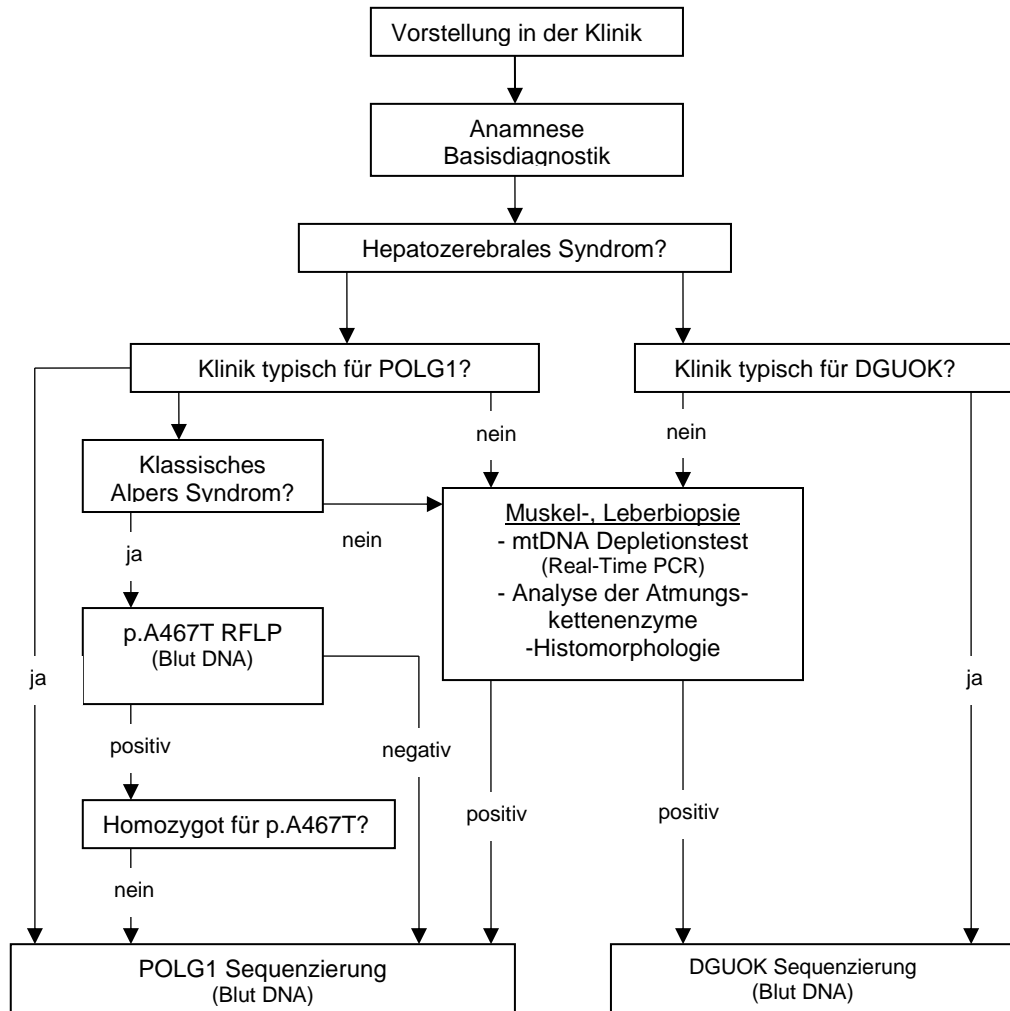 Vorstellung in der Klinik
Anamnese
Basisdiagnostik
Hepatozerebrales Syndrom?
Klinik typisch für POLG1?
Klinik typisch für DGUOK?
nein
nein
Klassisches
Alpers Syndrom?
nein
ja
Muskel-, Leberbiopsie
- mtDNA Depletionstest
(Real-Time PCR)
- Analyse der Atmungs-
kettenenzyme
-Histomorphologie
p.A467T RFLP
(Blut DNA)
ja
ja
positiv
negativ
positiv
positiv
Homozygot für p.A467T?
nein
POLG1 Sequenzierung
(Blut DNA)
DGUOK Sequenzierung
(Blut DNA)